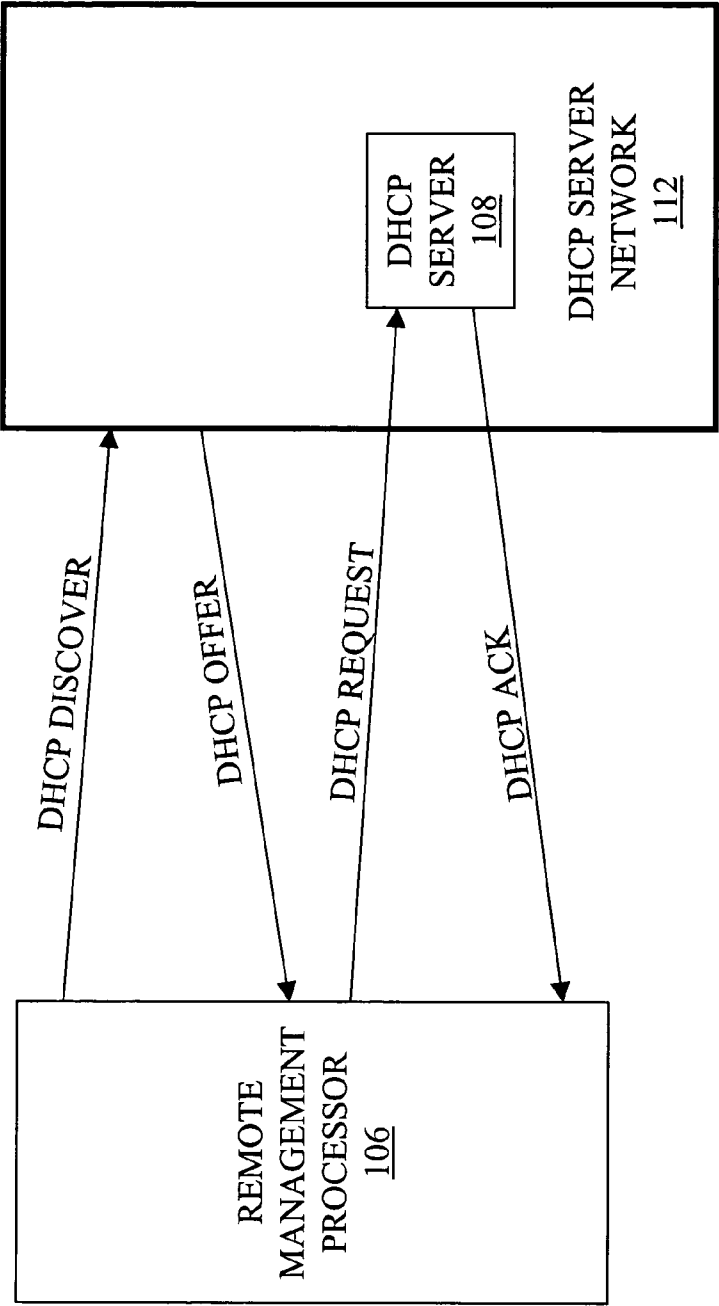 REMOTE
MANAGEMENT
PROCESSOR
106
DHCP DISCOVER
DHCP OFFER
DHCP REQUEST
DHCP ACK
DHCP
SERVER
108
DHCP SERVER
NETWORK
112